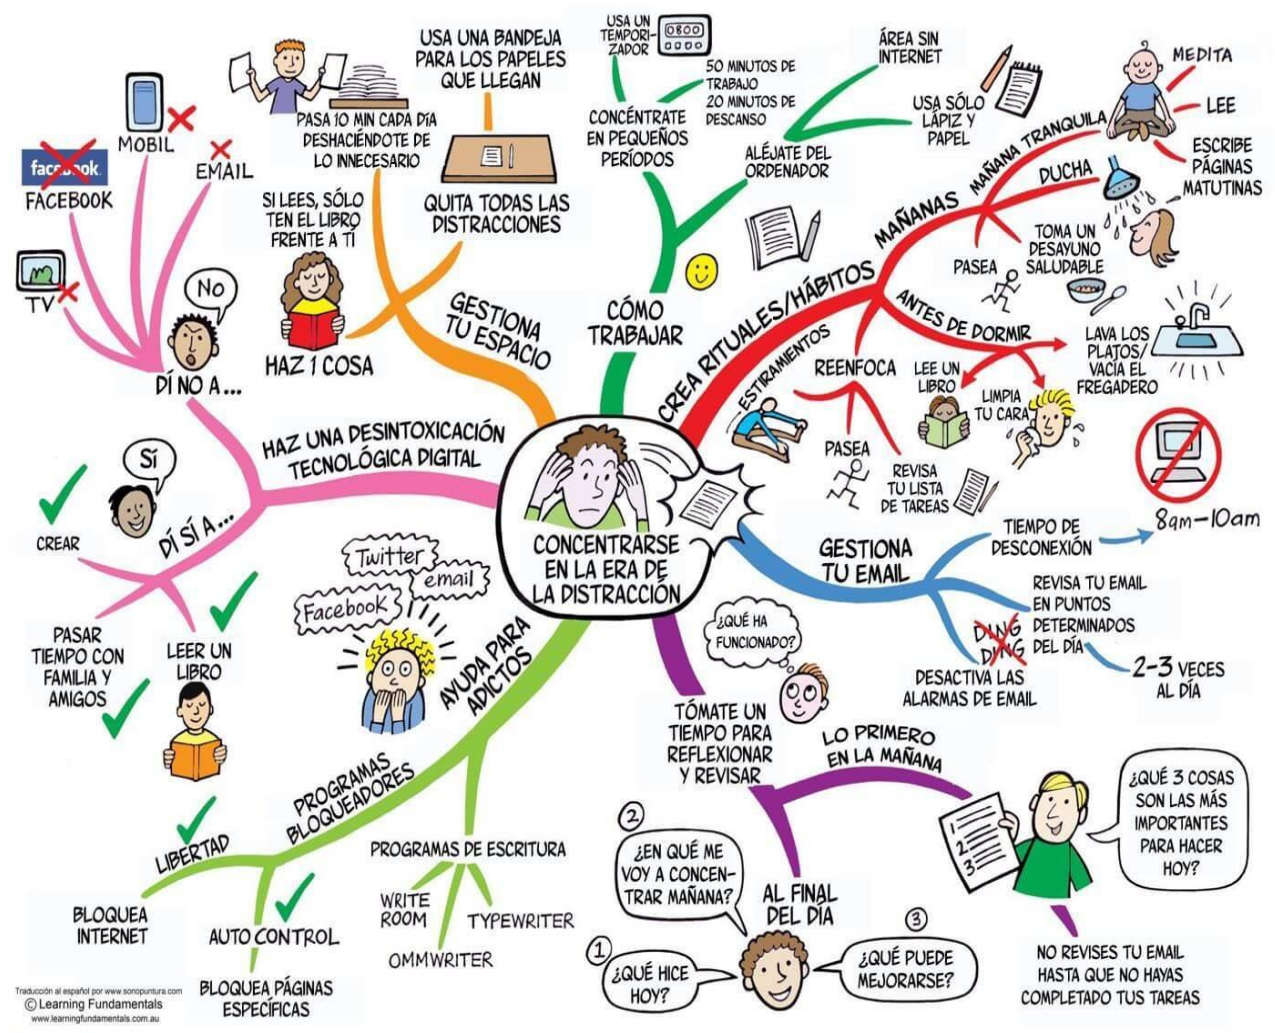 CONCENTRARSE
EN LA ERA DE
LA DISTRACCIÓN
CÓMO
TRABAJAR
CONCÉNTRATE
EN PEQUEÑOS
PERÍODOS
USA UN
TEMPORI-
ZADOR
0800
50 MINUTOS DE
TRABAJO
20 MINUTOS DE
DESCANSO
ALÉJATE DEL
ORDENADOR
ÁREA SIN
INTERNET
USA SÓLO
LÁPIZ Y
PAPEL
CREA RITUALES/HÁBITOS
MAÑANAS
MAÑANA TRANQUILA
MEDITA
LEE
ESCRIBE
PÁGINAS
MATUTINAS
DUCHA
TOMA UN
DESAYUNO
SALUDABLE
PASEA
ANTES DE DORMIR
LAVA LOS
PLATOS/
VACÍA EL
FREGADERO
LEE UN
LIBRO
LIMPIA
TU CARA
REENFOCA
ESTIRAMIENTOS
PASEA
REVISA
TU LISTA
DE TAREAS
GESTIONA
TU EMAIL
TIEMPO DE
DESCONEXIÓN
8am-10am
REVISA TU EMAIL
EN PUNTOS
DETERMINADOS
DEL DÍA
2-3 VECES
AL DÍA
DING
DING
DESACTIVA LAS
ALARMAS DE EMAIL
¿QUÉ HA
FUNCIONADO?
TÓMATE UN
TIEMPO PARA
REFLEXIONAR
Y REVISAR
LO PRIMERO
EN LA MAÑANA
1
2
3
¿QUÉ 3 COSAS
SON LAS MÁS
IMPORTANTES
PARA HACER
HOY?
NO REVISES TU EMAIL
HASTA QUE NO HAYAS
COMPLETADO TUS TAREAS
AL FINAL
DEL DÍA
1
¿QUÉ HICE
HOY?
2
¿EN QUÉ ME
VOY A CONCEN-
TRAR MAÑANA?
3
¿QUÉ PUEDE
MEJORARSE?
AYUDA PARA
ADICTOS
Twitter
email
Facebook
PROGRAMAS DE ESCRITURA
WRITE
ROOM
OMMWRITER
TYPEWRITER
PROGRAMAS
BLOQUEADORES
LIBERTAD
BLOQUEA
INTERNET
AUTO CONTROL
BLOQUEA PÁGINAS
ESPECÍFICAS
HAZ UNA DESINTOXICACIÓN
TECNOLÓGICA DIGITAL
DÍ SÍ A...
Sí
CREAR
PASAR
TIEMPO CON
FAMILIA Y
AMIGOS
LEER UN
LIBRO
DÍ NO A...
No
TV
facebook.
FACEBOOK
MOBIL
EMAIL
GESTIONA
TU ESPACIO
HAZ 1 COSA
SI LEES, SÓLO
TEN EL LIBRO
FRENTE A TÍ
PASA 10 MIN CADA DÍA
DESHACIÉNDOTE DE
LO INNECESARIO
QUITA TODAS LAS
DISTRACCIONES
USA UNA BANDEJA
PARA LOS PAPELES
QUE LLEGAN
Traducción al español por www.sonopuntura.com
© Learning Fundamentals
www.learningfundamentals.com.au